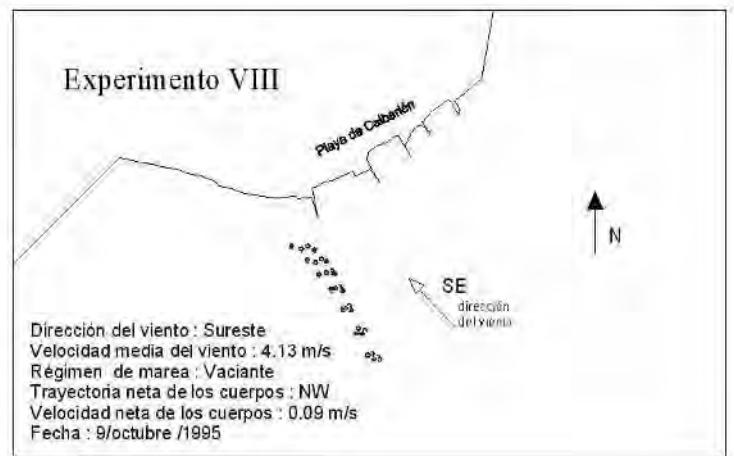 Experimento VIII
Playa de Caibarién
N
SE
dirección
del viento
Dirección del viento : Sureste
Velocidad media del viento : 4.13 m/s
Régimen de marea : Vaciante
Trayectoria neta de los cuerpos : NW
Velocidad neta de los cuerpos : 0.09 m/s
Fecha : 9/octubre /1995